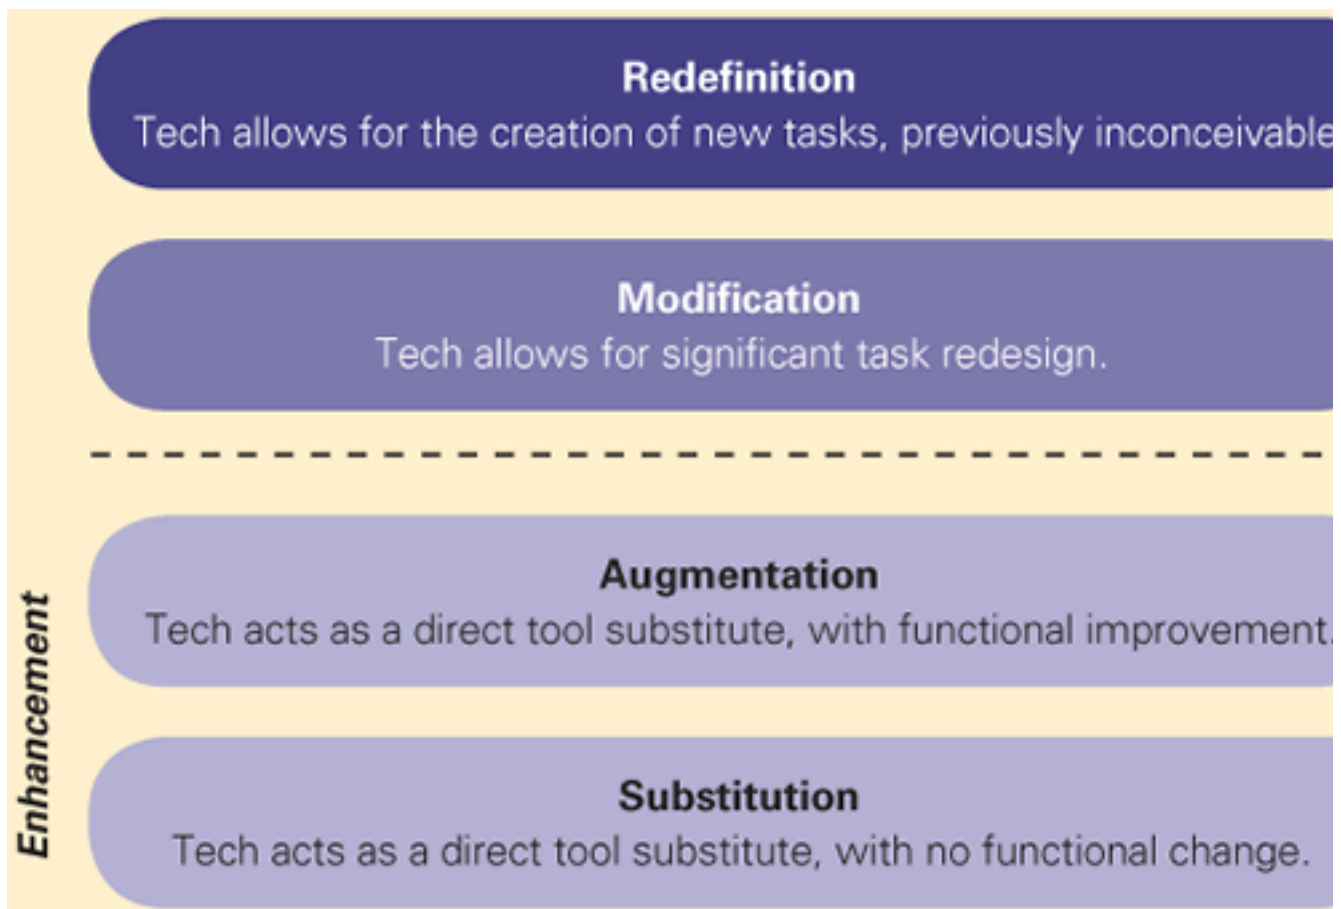 Redefinition
Tech allows for the creation of new tasks, previously inconceivable
Modification
Tech allows for significant task redesign.
Enhancement
Augmentation
Tech acts as a direct tool substitute, with functional improvement.
Substitution
Tech acts as a direct tool substitute, with no functional change.